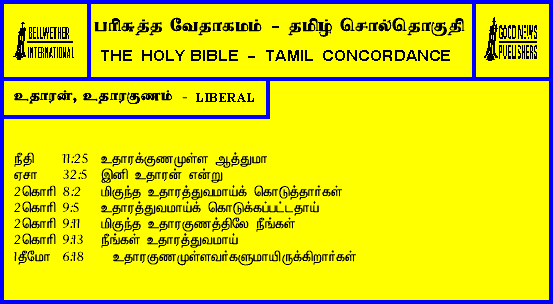 BELLWETHER
INTERNATIONAL
பரிசுத்த வேதாகமம் - தமிழ் சொல்தொகுதி
THE HOLY BIBLE - TAMIL CONCORDANCE
GOOD NEWS
PUBLISHERS
உதாரன், உதாரகுணம் - LIBERAL
நீதி 11:25 உதாரக்குணமுள்ள ஆத்துமா
ஏசா 32:5 இனி உதாரன் என்று
2கொரி 8:2 மிகுந்த உதாரத்துவமாய்க் கொடுத்தார்கள்
2கொரி 9:5 உதாரத்துவமாய்க் கொடுக்கப்பட்டதாய்
2கொரி 9:11 மிகுந்த உதாரகுணத்திலே நீங்கள்
2கொரி 9:13 நீங்கள் உதாரத்துவமாய்
1தீமோ 6:18 உதாரகுணமுள்ளவர்களுமாயிருக்கிறார்கள்